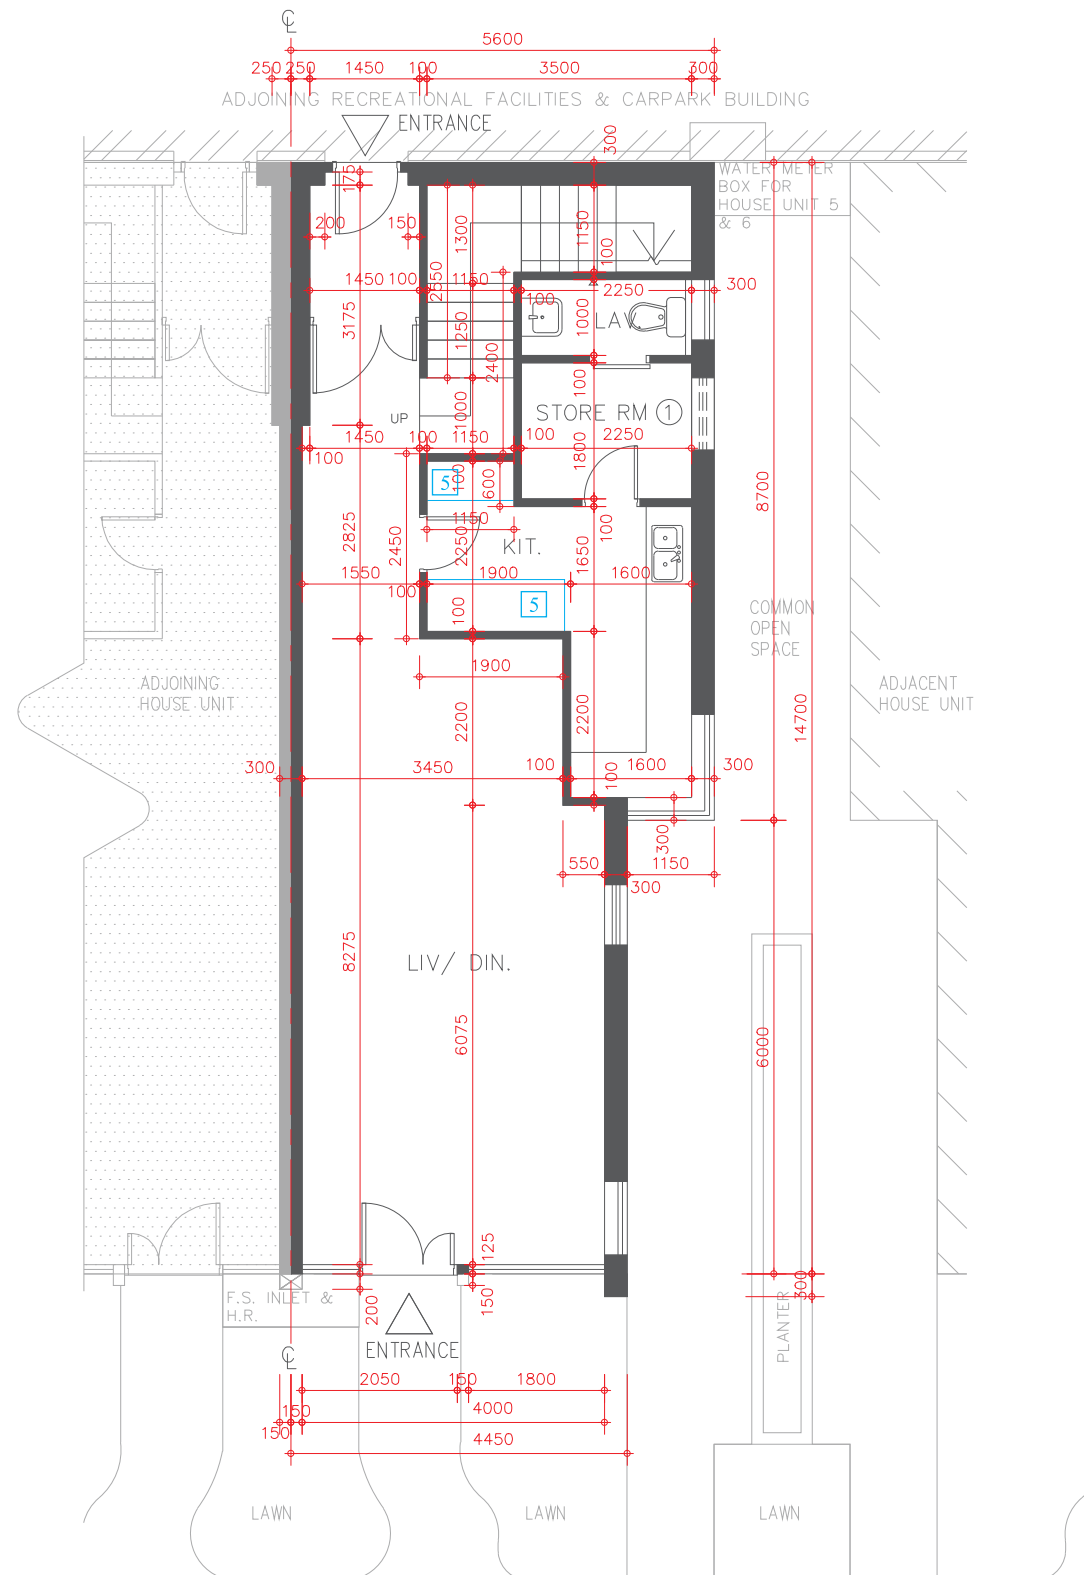 ℄
5600
250 250 1450 100 3500 300
ADJOINING RECREATIONAL FACILITIES & CARPARK BUILDING
ENTRANCE
300
175
WATER METER
BOX FOR
HOUSE UNIT 5
& 6
200 150 1300 1150 100
1450 100 2550 1150 100 2250 300
3175 1250 2400 1000 LAV.
100
UP 1000 STORE RM 1
1450 100 1150 100 1800 2250
100
5 100 600
8700
1150
2825 2450 2250 KIT. 1650 100
1550 100 1900 1600
100 5
COMMON
OPEN
SPACE
1900
ADJOINING
HOUSE UNIT
ADJACENT
HOUSE UNIT
2200 2200 14700
300 3450 100 1600 300
100
300
550 300 1150
8275 LIV/ DIN.
6075 6000
125
150
200
300
F.S. INLET &
H.R.
PLANTER
ENTRANCE
℄
2050 150 1800
150 4000
150
4450
LAWN LAWN LAWN